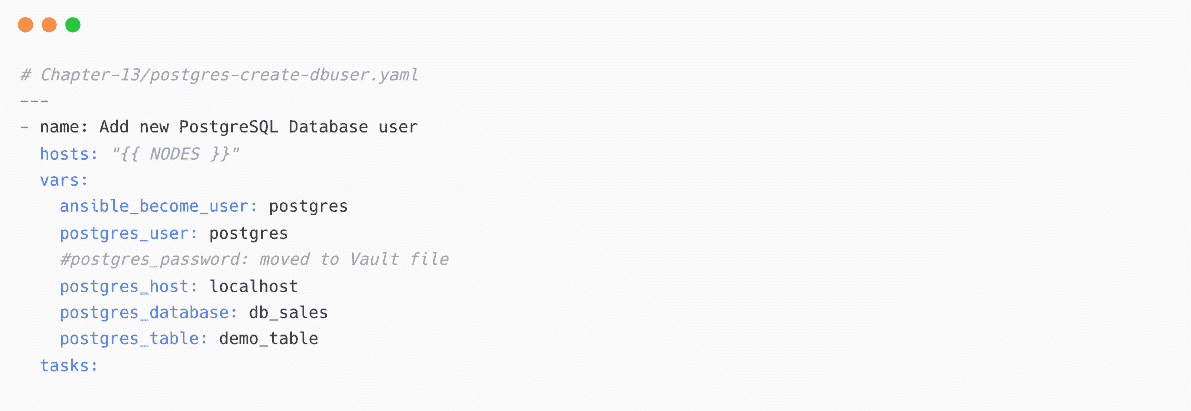 # Chapter-13/postgres-create-dbuser.yaml
---
- name: Add new PostgreSQL Database user
  hosts: "{{ NODES }}"
  vars:
    ansible_become_user: postgres
    postgres_user: postgres
    #postgres_password: moved to Vault file
    postgres_host: localhost
    postgres_database: db_sales
    postgres_table: demo_table
  tasks: